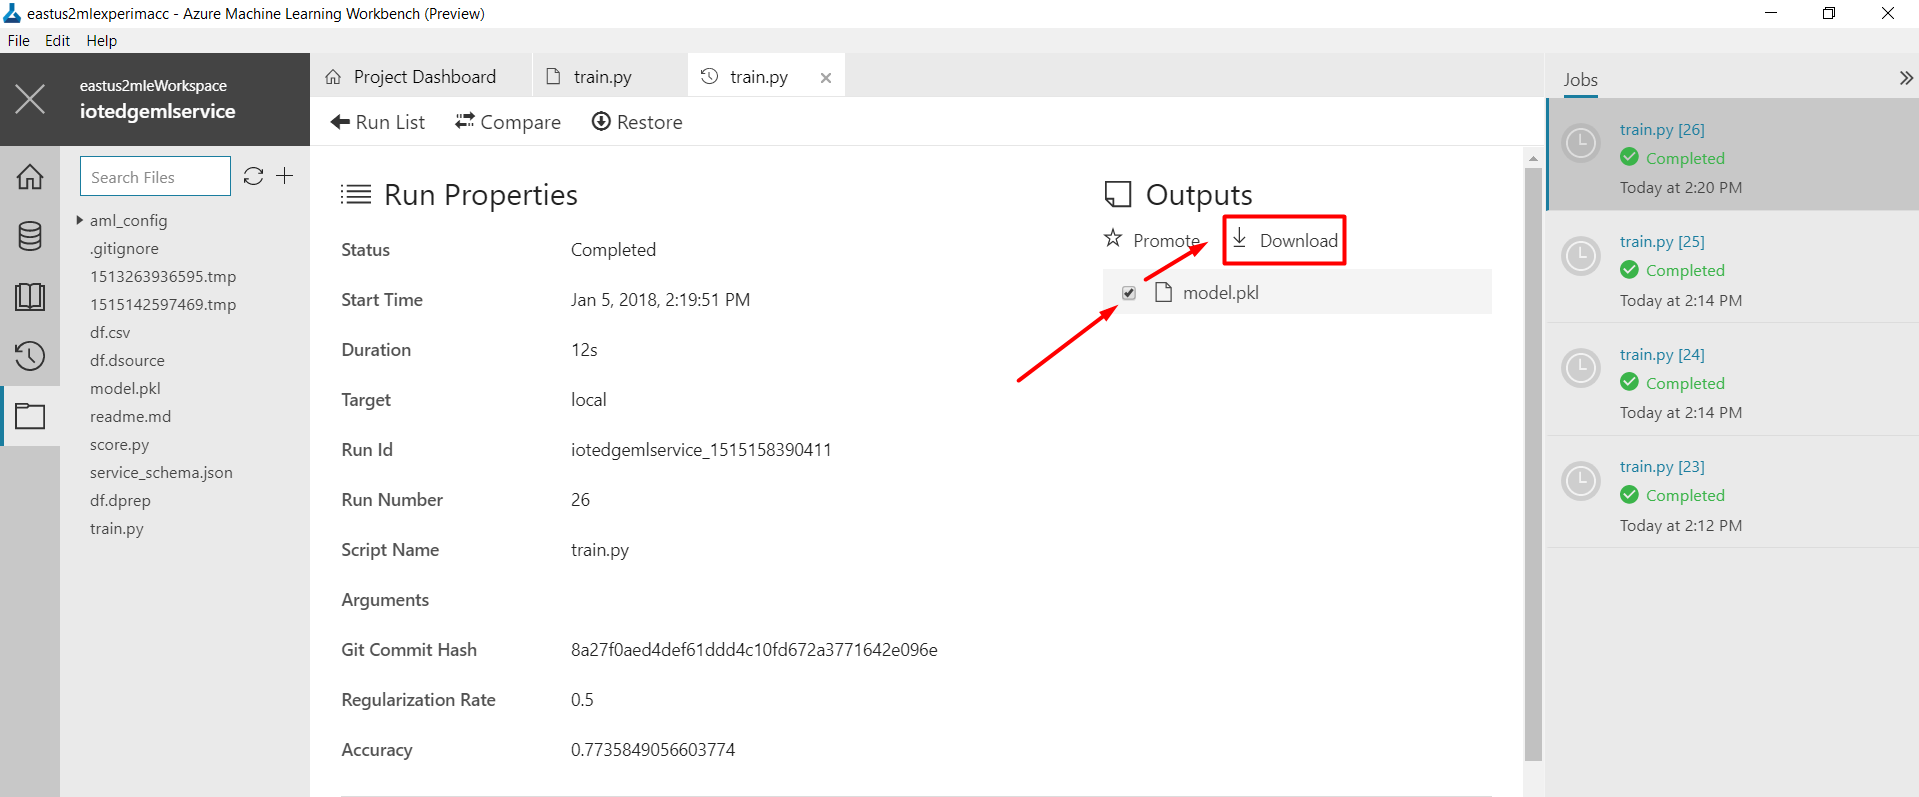 eastus2mlexperimacc - Azure Machine Learning Workbench (Preview)
File Edit Help
eastus2mleWorkspace
iotedgemlservice
Search Files
aml_config
.gitignore
1513263936595.tmp
1515142597469.tmp
df.csv
df.dsource
model.pkl
readme.md
score.py
service_schema.json
df.dprep
train.py
Project Dashboard train.py train.py
Run List Compare Restore
Run Properties
Status Completed
Start Time Jan 5, 2018, 2:19:51 PM
Duration 12s
Target local
Run Id iotedgemlservice_1515158390411
Run Number 26
Script Name train.py
Arguments
Git Commit Hash 8a27f0aed4def61ddd4c10fd672a3771642e096e
Regularization Rate 0.5
Accuracy 0.7735849056603774
Outputs
Promote Download
model.pkl
Jobs
train.py [26]
Completed
Today at 2:20 PM
train.py [25]
Completed
Today at 2:14 PM
train.py [24]
Completed
Today at 2:14 PM
train.py [23]
Completed
Today at 2:12 PM